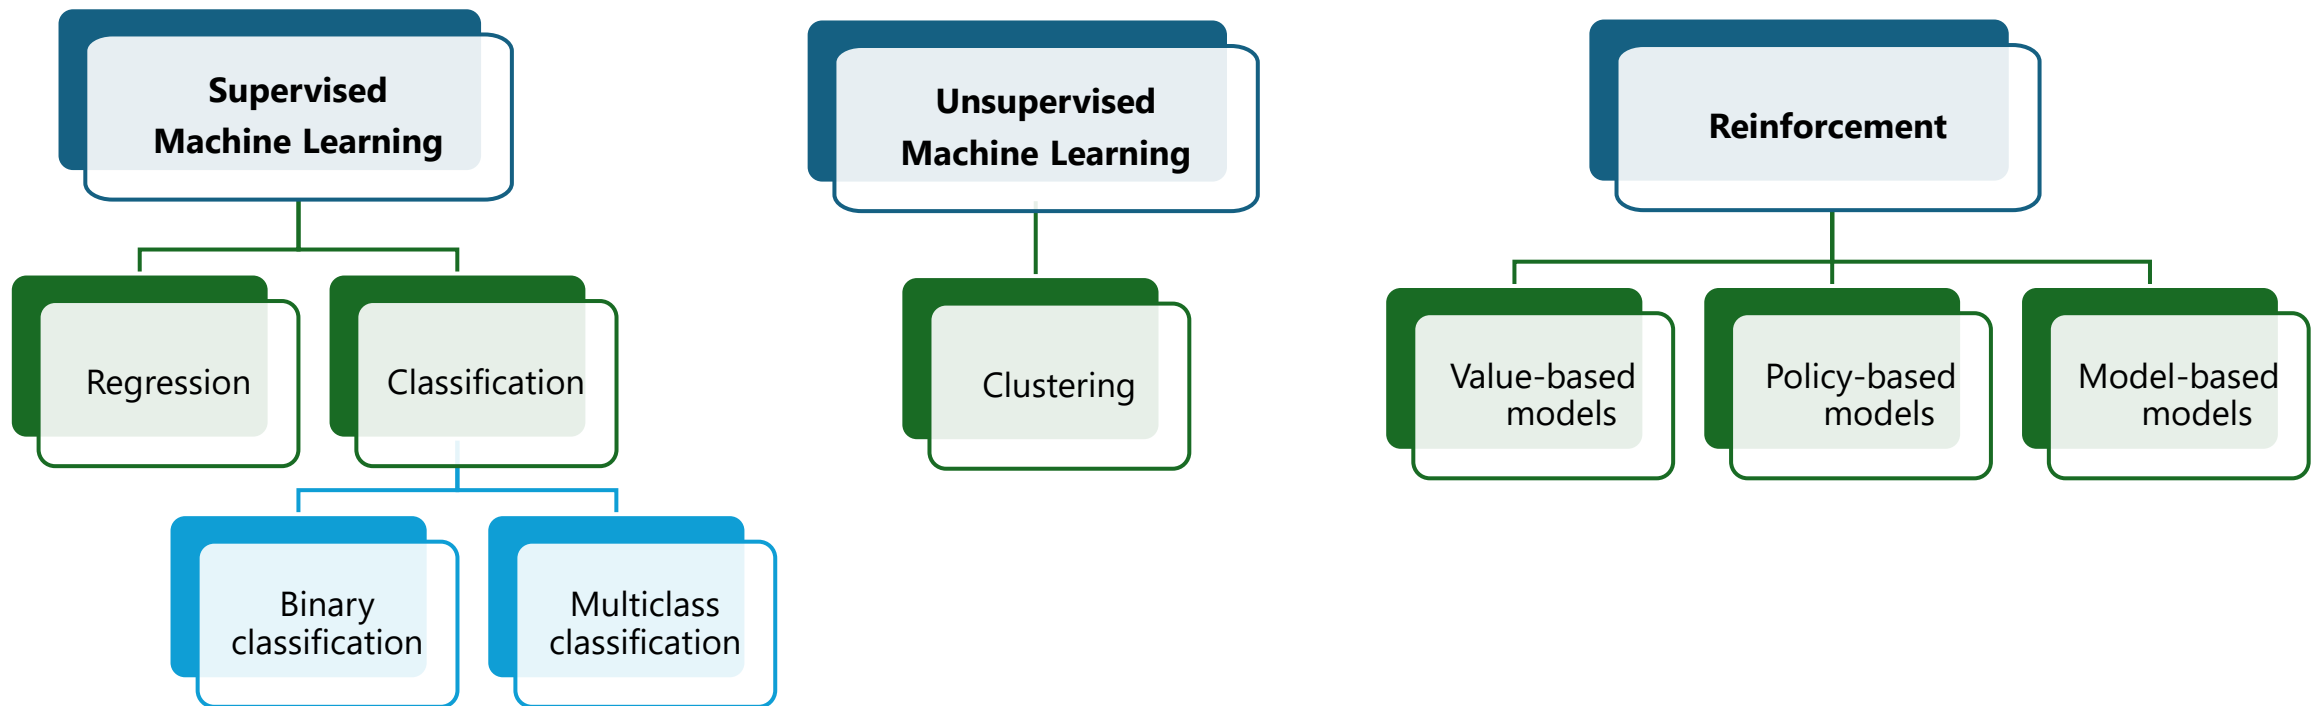 Supervised
Machine Learning
Unsupervised
Machine Learning
Reinforcement
Regression
Classification
Clustering
Value-based
models
Policy-based
models
Model-based
models
Binary
classification
Multiclass
classification